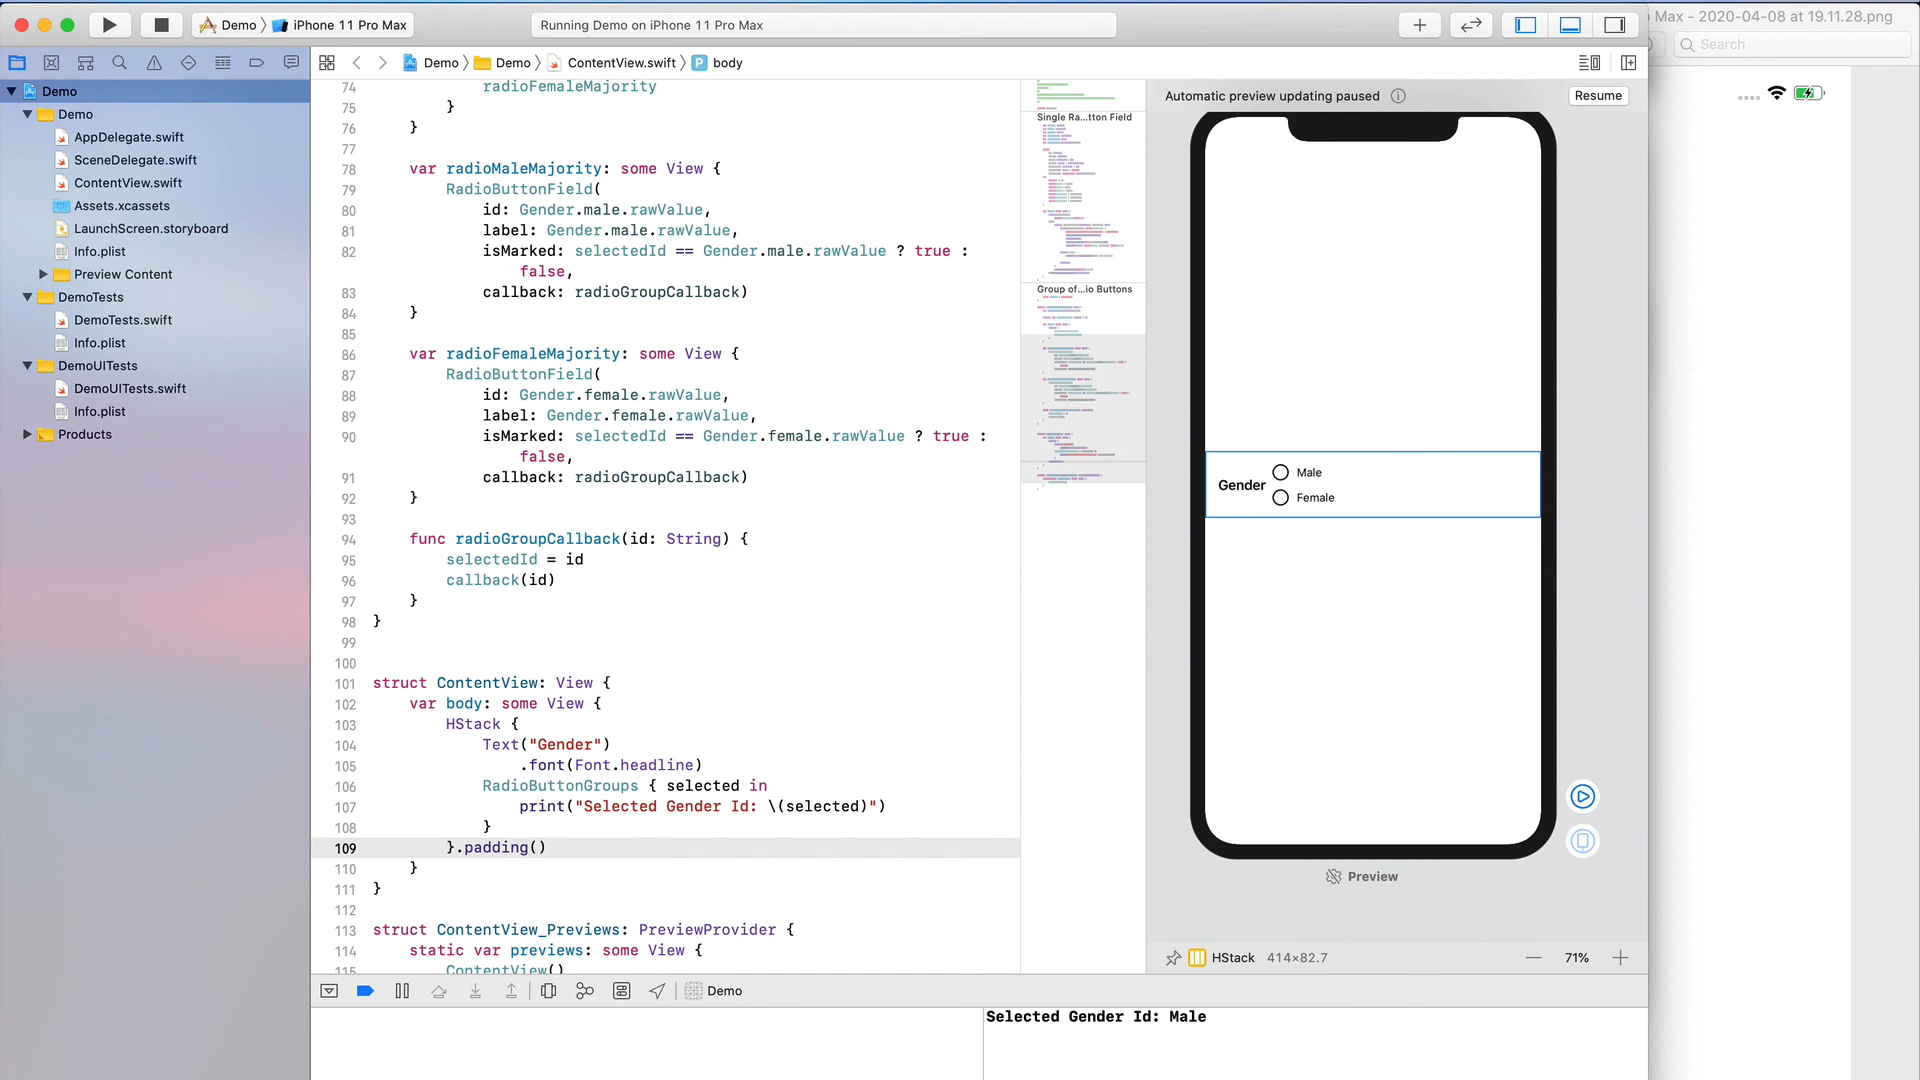 Demo
iPhone 11 Pro Max
Running Demo on iPhone 11 Pro Max
Max - 2020-04-08 at 19.11.28.png
Search
Demo
Demo
AppDelegate.swift
SceneDelegate.swift
ContentView.swift
Assets.xcassets
LaunchScreen.storyboard
Info.plist
Preview Content
DemoTests
DemoTests.swift
Info.plist
DemoUITests
DemoUITests.swift
Info.plist
Products
Demo
Demo
ContentView.swift
P body
74 radioFemaleMajority
75 }
76 }
77
78 var radioMaleMajority: some View {
79 RadioButtonField(
80 id: Gender.male.rawValue,
81 label: Gender.male.rawValue,
82 isMarked: selectedId == Gender.male.rawValue ? true :
false,
83 callback: radioGroupCallback)
84 }
85
86 var radioFemaleMajority: some View {
87 RadioButtonField(
88 id: Gender.female.rawValue,
89 label: Gender.female.rawValue,
90 isMarked: selectedId == Gender.female.rawValue ? true :
false,
91 callback: radioGroupCallback)
92 }
93
94 func radioGroupCallback(id: String) {
95 selectedId = id
96 callback(id)
97 }
98 }
99
100
101 struct ContentView: View {
102 var body: some View {
103 HStack {
104 Text("Gender")
105 .font(Font.headline)
106 RadioButtonGroups { selected in
107 print("Selected Gender Id: \(selected)")
108 }
109 }.padding()
110 }
111 }
112
113 struct ContentView_Previews: PreviewProvider {
114 static var previews: some View {
115 ContentView()
Single Ra...tton Field
Group of...io Buttons
Automatic preview updating paused
Resume
Gender
Male
Female
Preview
HStack 414×82.7
71%
Demo
Selected Gender Id: Male